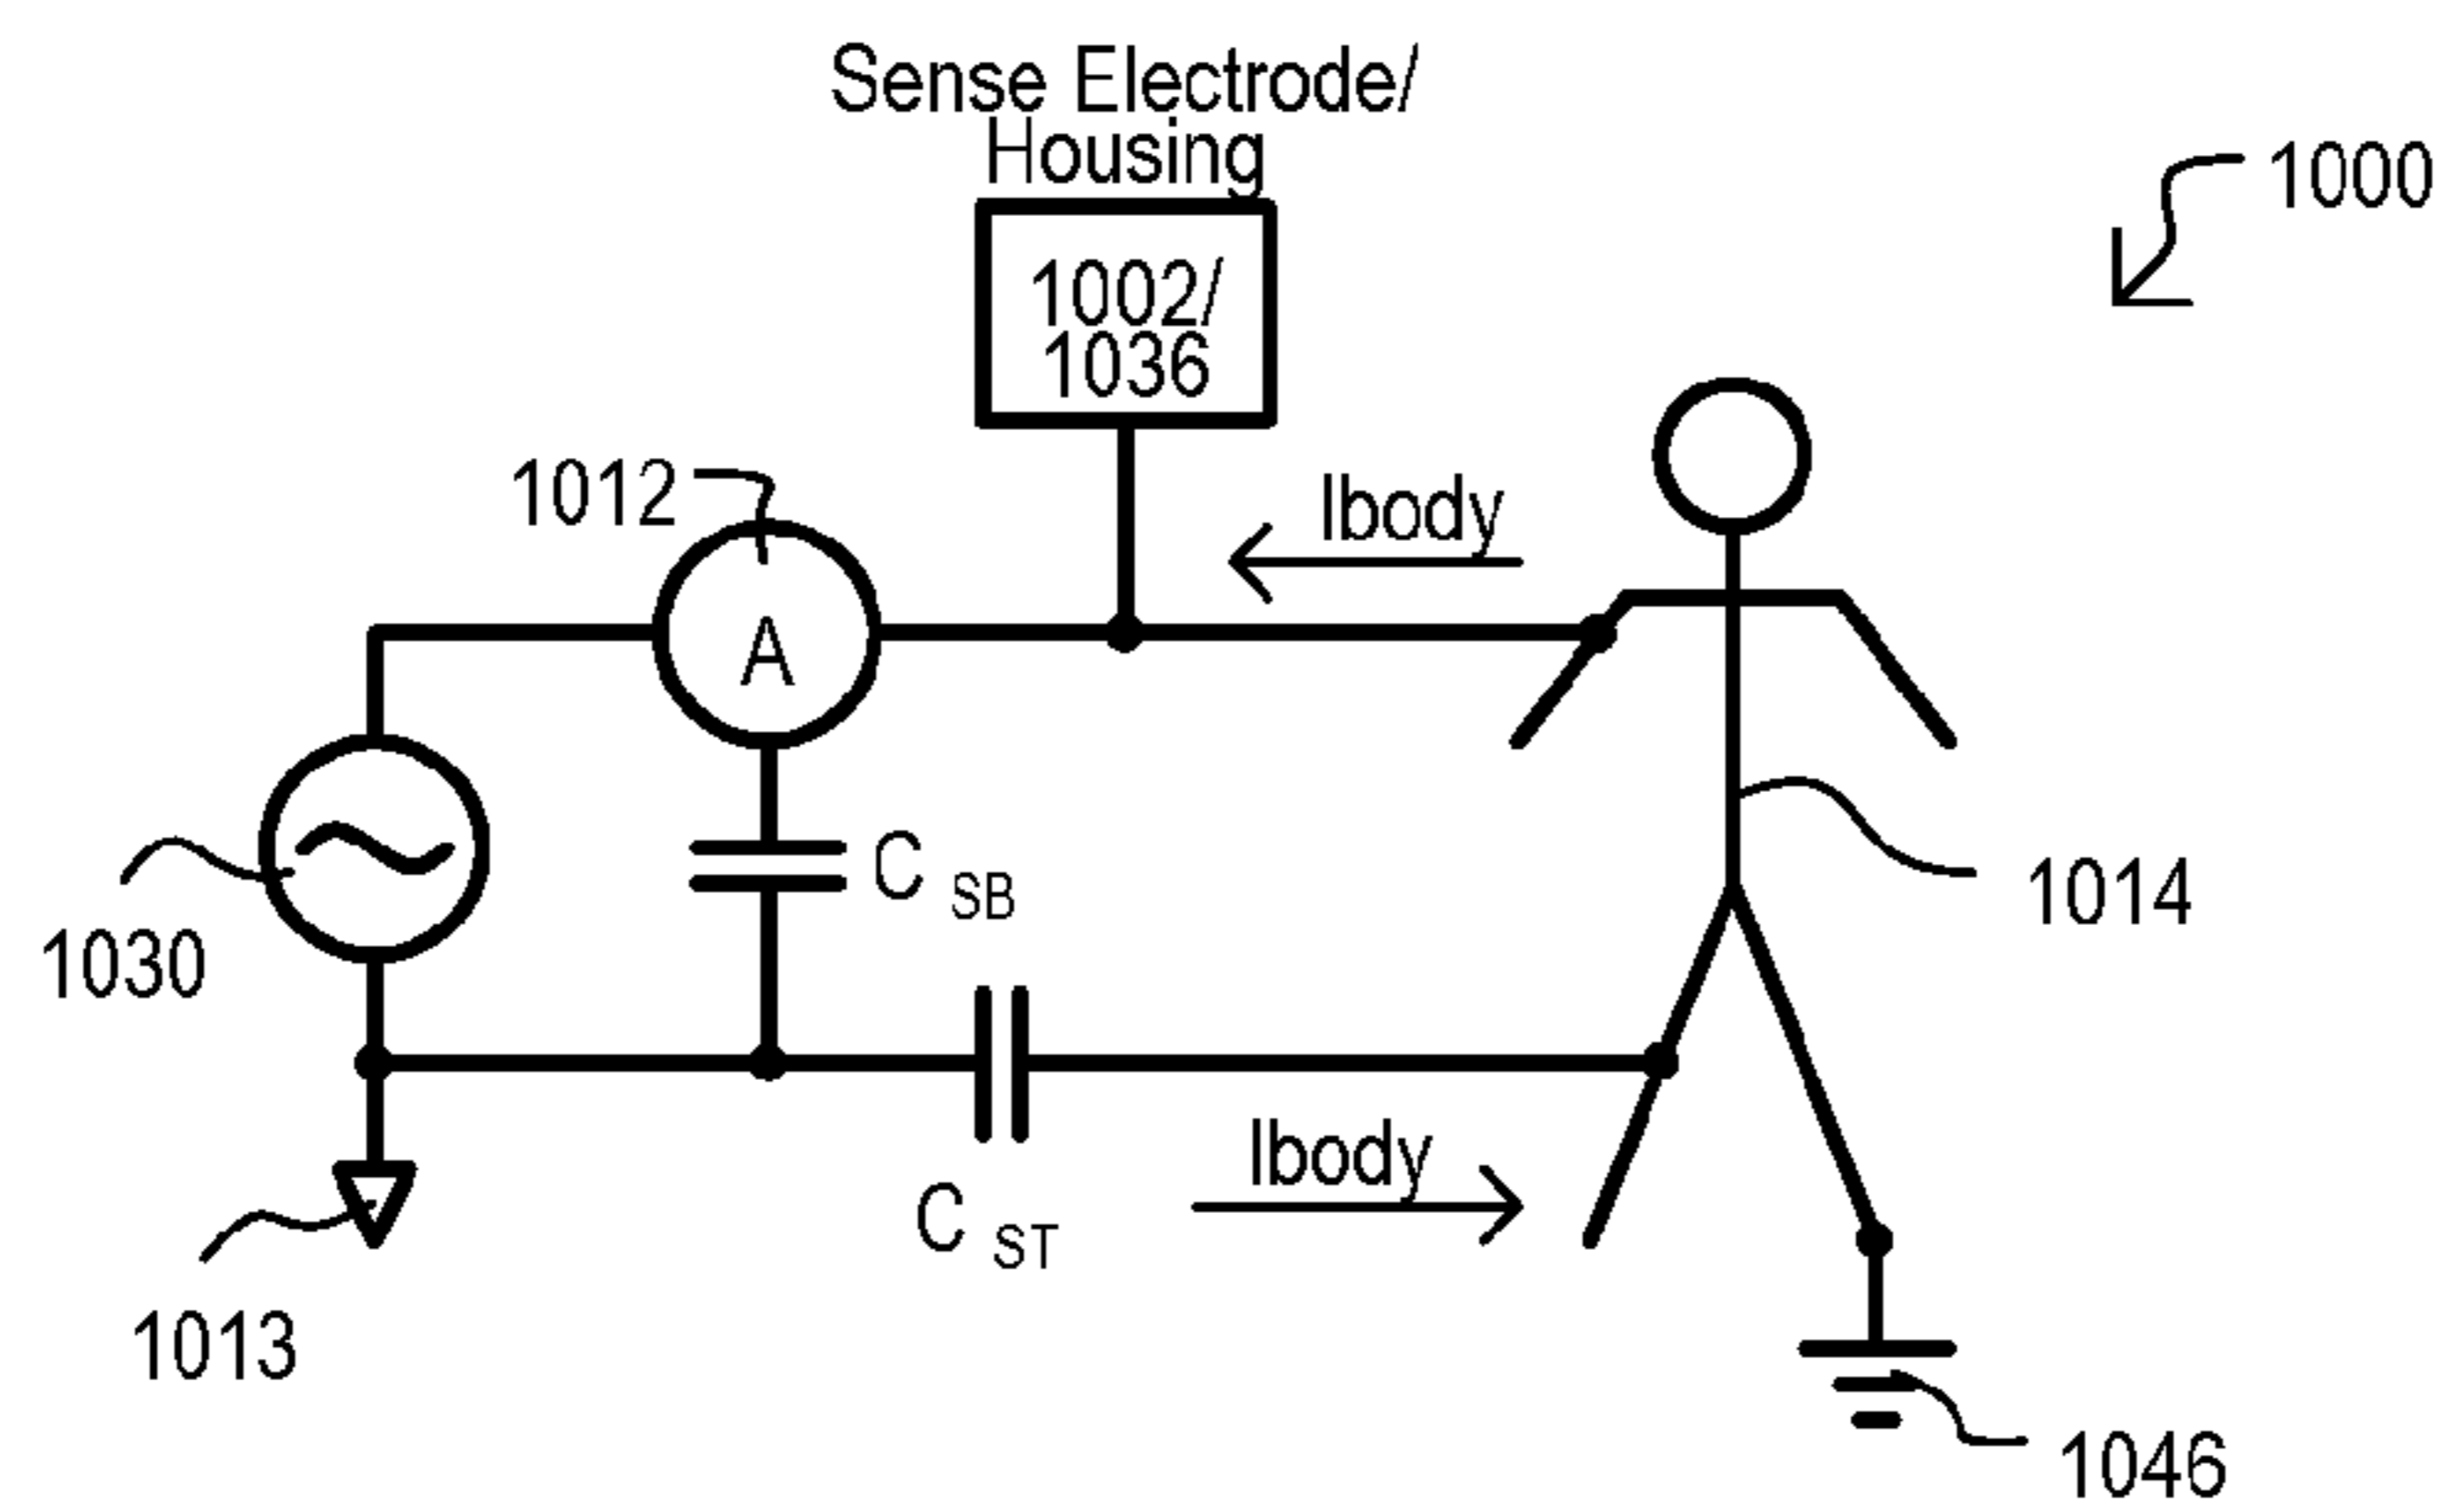 Sense Electrode/
Housing
1000
1002/
1036
1012
Ibody
A
C SB
1030
1014
Ibody
C ST
1013
1046